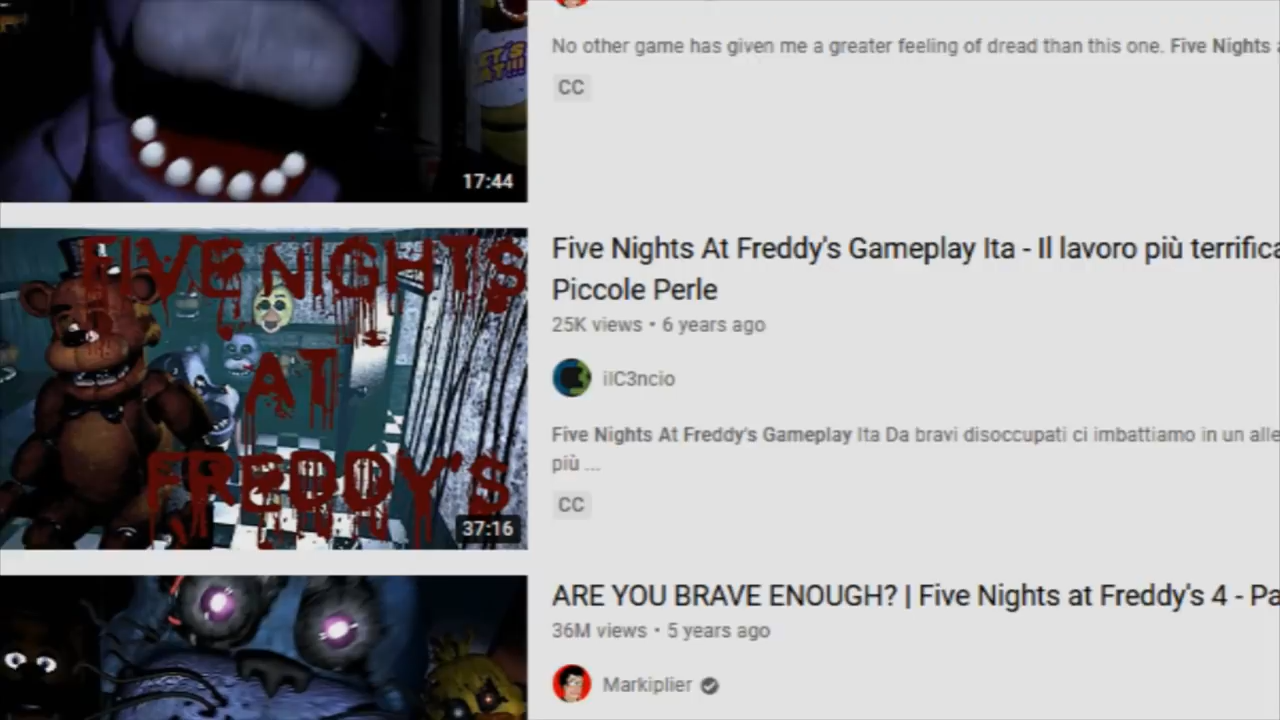 LET'S
EAT!!!
No other game has given me a greater feeling of dread than this one. Five Nights
CC
17:44
FIVE NIGHTS
AT
FREDDY'S
37:16
Five Nights At Freddy's Gameplay Ita - Il lavoro più terrifica
Piccole Perle
25K views • 6 years ago
ilC3ncio
Five Nights At Freddy's Gameplay Ita Da bravi disoccupati ci imbattiamo in un alle
più ...
CC
ARE YOU BRAVE ENOUGH? | Five Nights at Freddy's 4 - Pa
36M views • 5 years ago
Markiplier